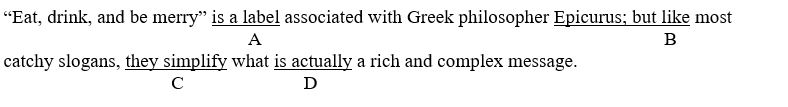 “Eat, drink, and be merry” is a label associated with Greek philosopher Epicurus; but like most
A B
catchy slogans, they simplify what is actually a rich and complex message.
C D